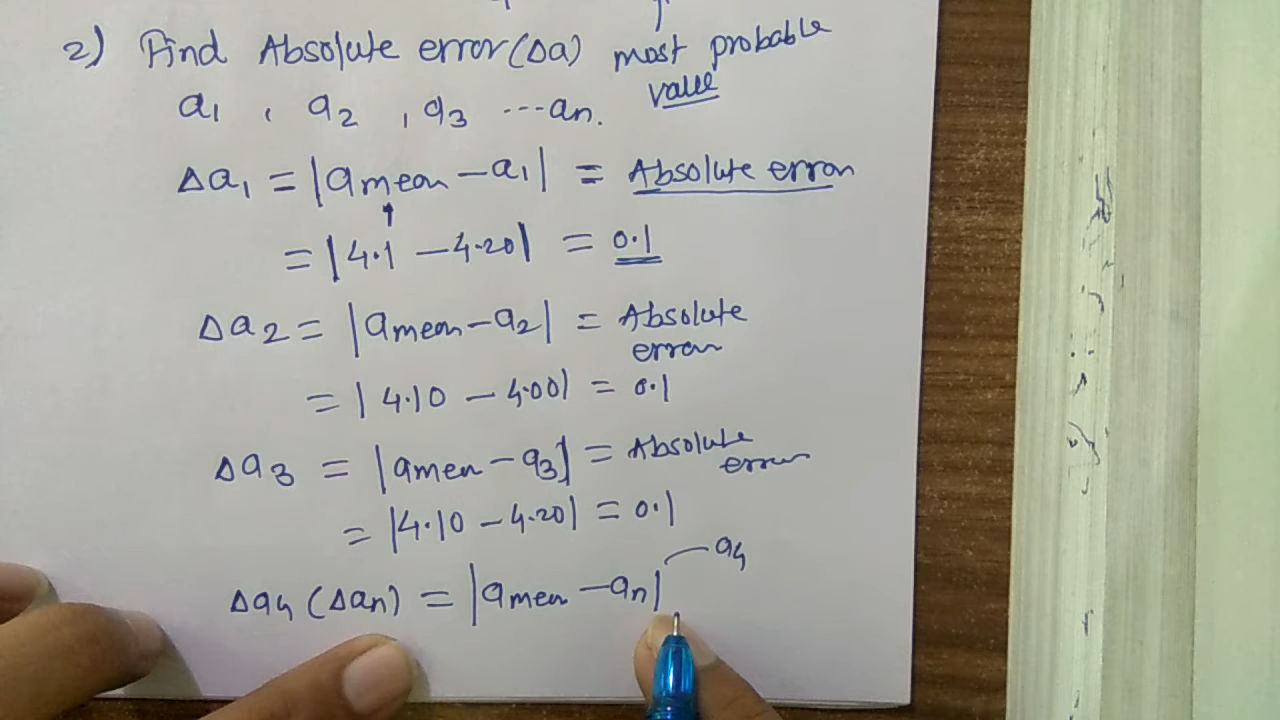 2) Find Absolute error (Δa) most probable value
a1 , a2 , a3 ---an.
Δa1 = |amean - a1| = Absolute error
= |4.1 - 4.20| = 0.1
Δa2 = |amean - a2| = Absolute error
= |4.10 - 4.00| = 0.1
Δa3 = |amen - a3| = Absolute error
= |4.10 - 4.20| = 0.1
a4
Δa4 (Δan) = |amen - an|